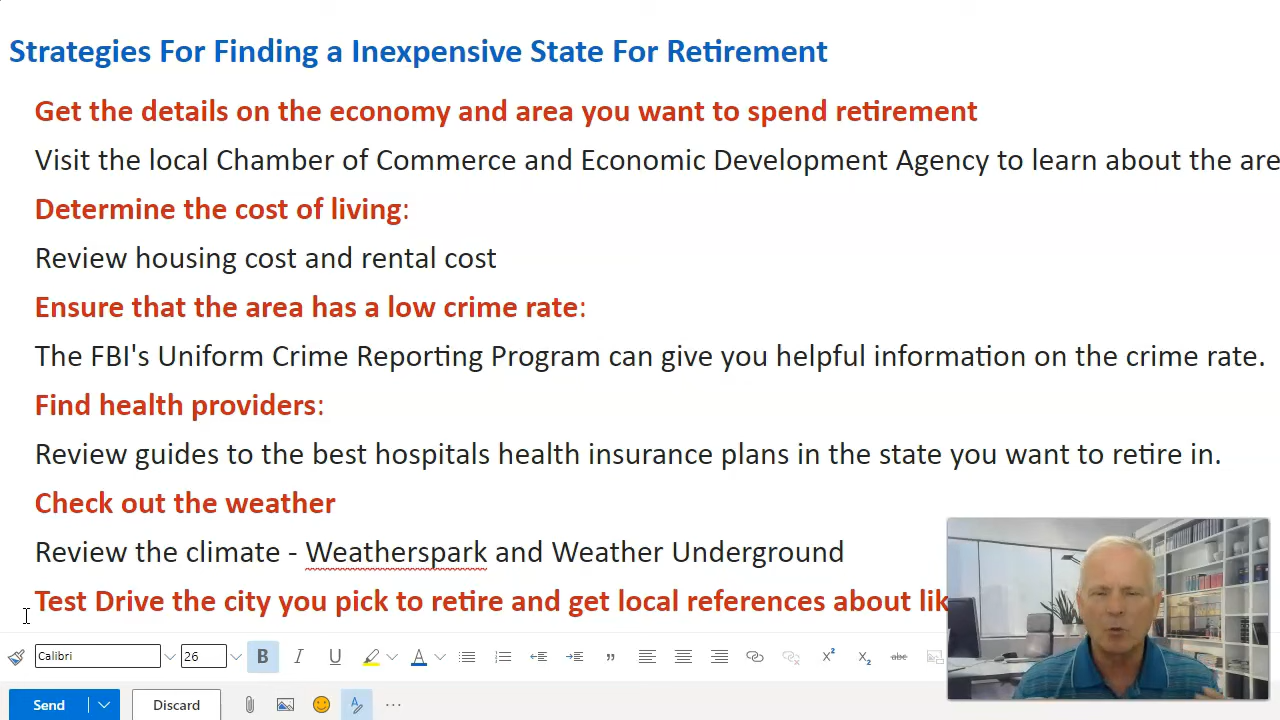 Strategies For Finding a Inexpensive State For Retirement
Get the details on the economy and area you want to spend retirement
Visit the local Chamber of Commerce and Economic Development Agency to learn about the are
Determine the cost of living:
Review housing cost and rental cost
Ensure that the area has a low crime rate:
The FBI's Uniform Crime Reporting Program can give you helpful information on the crime rate.
Find health providers:
Review guides to the best hospitals health insurance plans in the state you want to retire in.
Check out the weather
Review the climate - Weatherspark and Weather Underground
Test Drive the city you pick to retire and get local references about lik
Calibri 26 B I U A x² x₂ abc
Send Discard